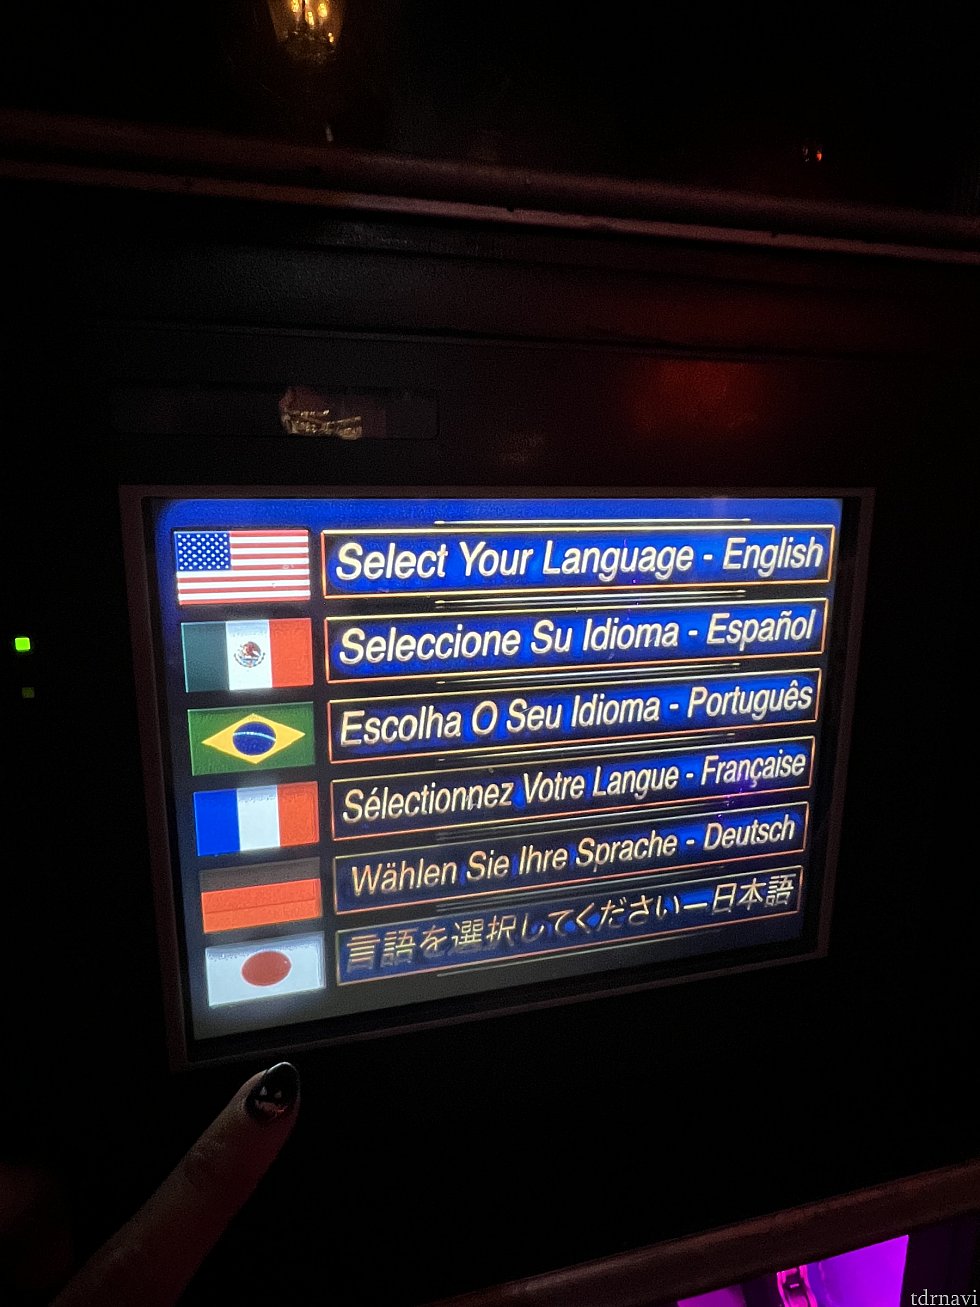 Select Your Language - English
Seleccione Su Idioma - Español
Escolha O Seu Idioma - Português
Sélectionnez Votre Langue - Française
Wählen Sie Ihre Sprache - Deutsch
言語を選択してくださいー日本語
tdrnavi